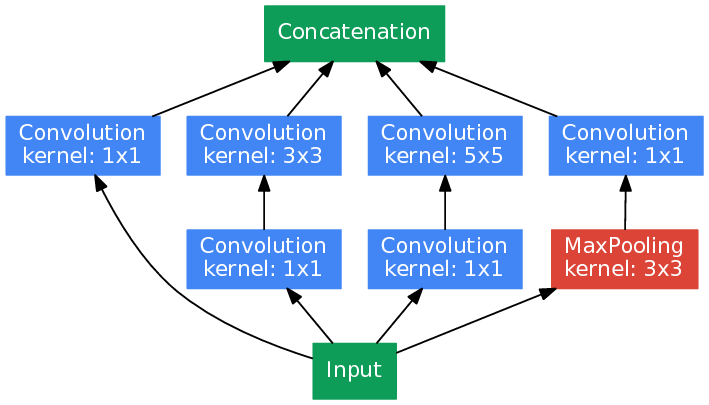 Concatenation
Convolution
kernel: 1x1
Convolution
kernel: 3x3
Convolution
kernel: 5x5
Convolution
kernel: 1x1
Convolution
kernel: 1x1
Convolution
kernel: 1x1
MaxPooling
kernel: 3x3
Input